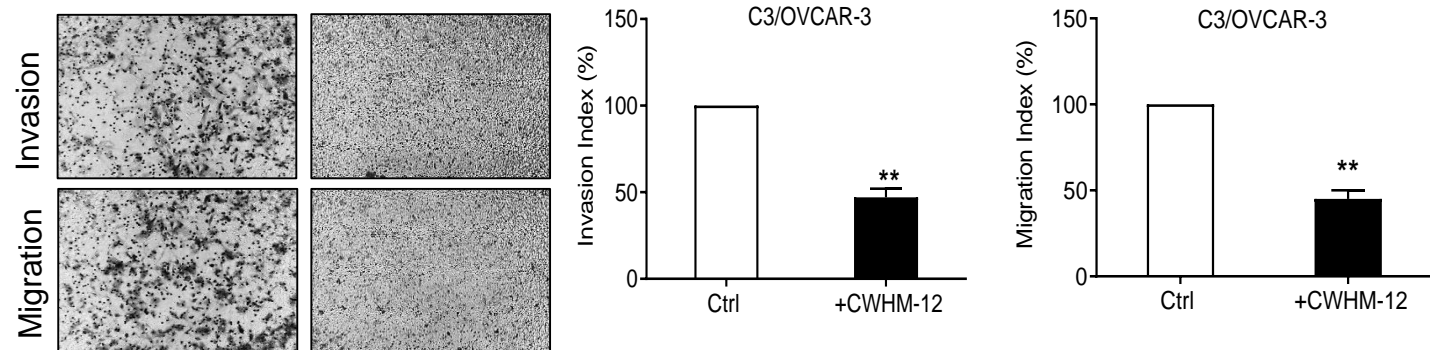 Invasion
Migration
C3/OVCAR-3
Invasion Index (%)
150
100
50
0
**
Ctrl
+CWHM-12
C3/OVCAR-3
Migration Index (%)
150
100
50
0
**
Ctrl
+CWHM-12